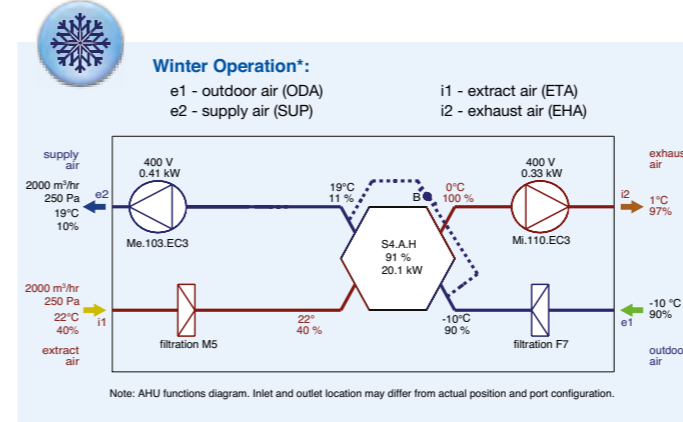 Winter Operation*:
e1 - outdoor air (ODA)
i1 - extract air (ETA)
e2 - supply air (SUP)
i2 - exhaust air (EHA)
supply
air
2000 m³/hr
250 Pa
19°C
10%
e2
400 V
0.41 kW
Me.103.EC3
19°C
11 %
B
0°C
100 %
400 V
0.33 kW
Mi.110.EC3
exhaus
air
i2
1°C
97%
S4.A.H
91 %
20.1 kW
2000 m³/hr
250 Pa
22°C
40%
i1
extract
air
filtration M5
22°
40 %
-10°C
90 %
filtration F7
-10 °C
90%
e1
outdoo
air
Note: AHU functions diagram. Inlet and outlet location may differ from actual position and port configuration.